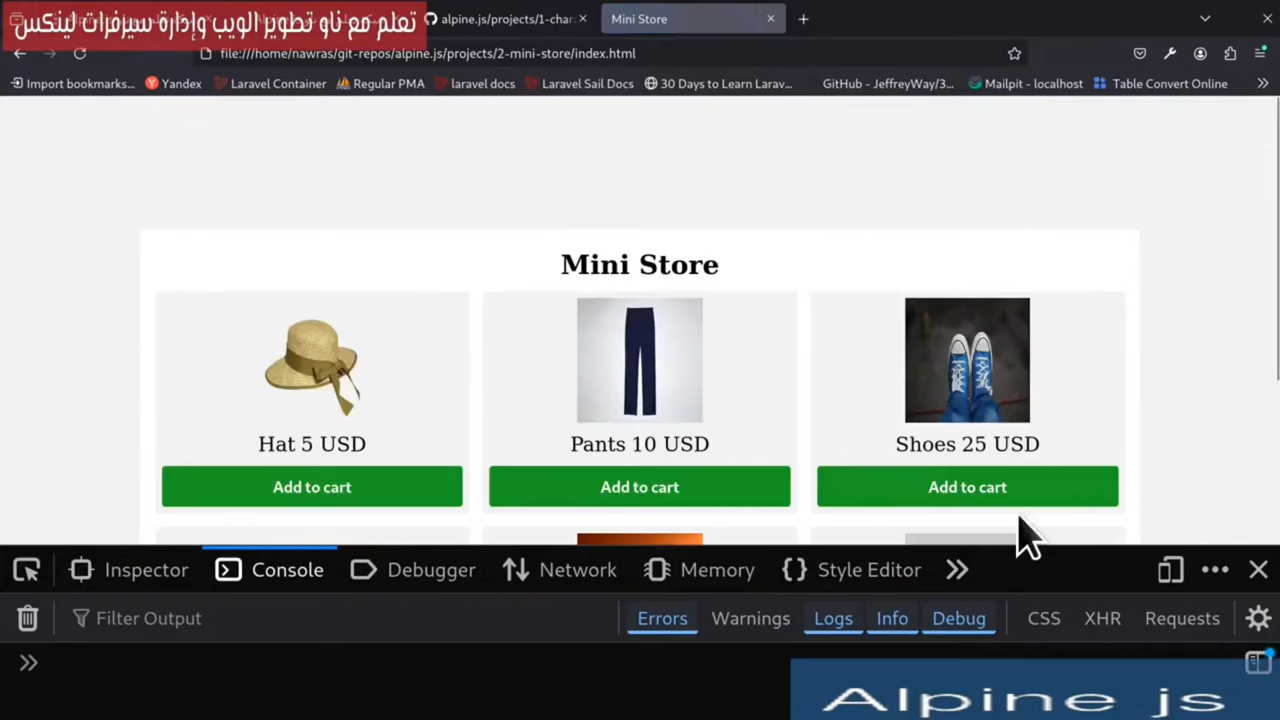 تعلم مع ناو تطوير الويب وإدارة سيرفرات لينكس
alpine.js/projects/1-char
Mini Store
file:///home/nawras/git-repos/alpine.js/projects/2-mini-store/index.html
Import bookmarks...
Yandex
Laravel Container
Regular PMA
laravel docs
Laravel Sail Docs
30 Days to Learn Larav...
GitHub - JeffreyWay/3...
Mailpit - localhost
Table Convert Online
Mini Store
Hat 5 USD
Pants 10 USD
Shoes 25 USD
Add to cart
Add to cart
Add to cart
Inspector
Console
Debugger
Network
Memory
Style Editor
Filter Output
Errors
Warnings
Logs
Info
Debug
CSS
XHR
Requests
Alpine js